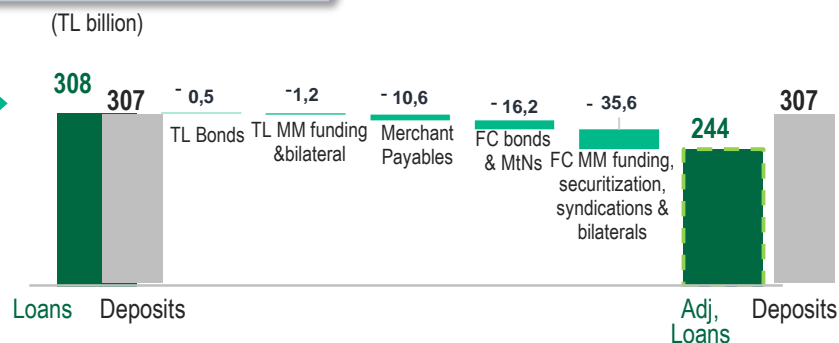 (TL billion)
308
307
- 0,5
-1,2
- 10,6
- 16,2
- 35,6
244
307
TL Bonds
TL MM funding
&bilateral
Merchant
Payables
FC bonds
& MtNs
FC MM funding,
securitization,
syndications &
bilaterals
Loans
Deposits
Adj,
Loans
Deposits